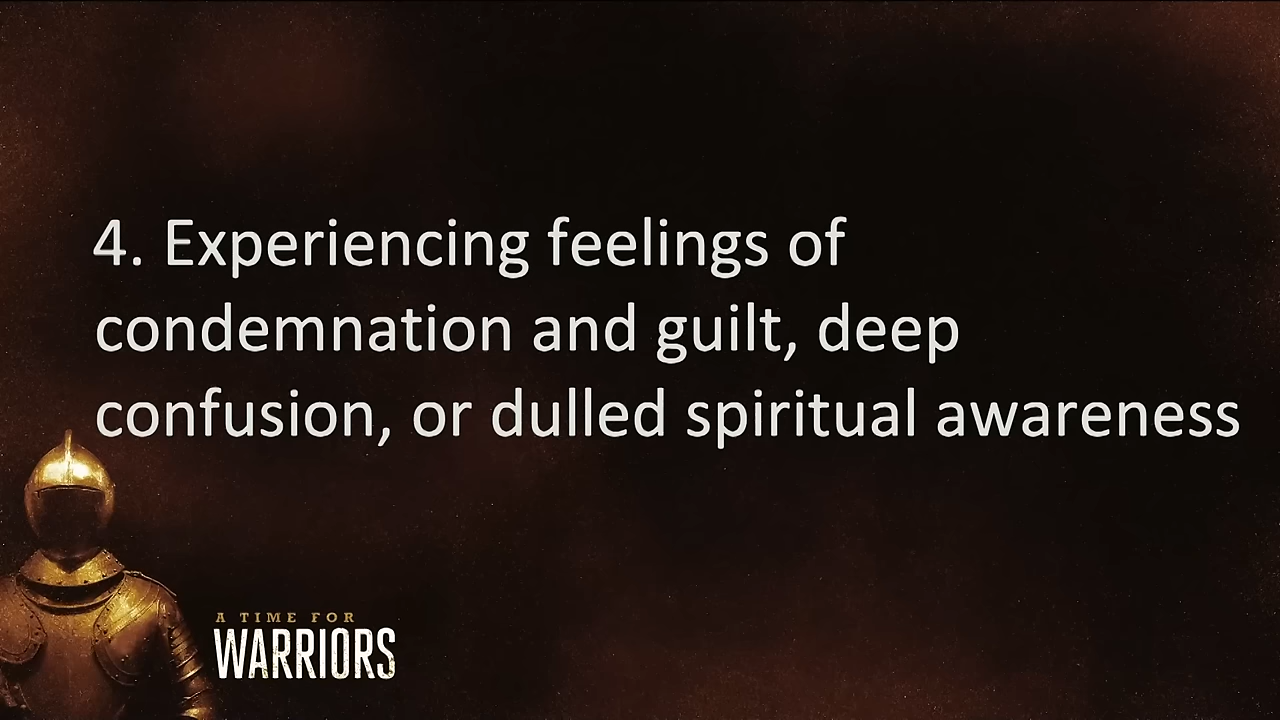 4. Experiencing feelings of
condemnation and guilt, deep
confusion, or dulled spiritual awareness
A TIME FOR
WARRIORS